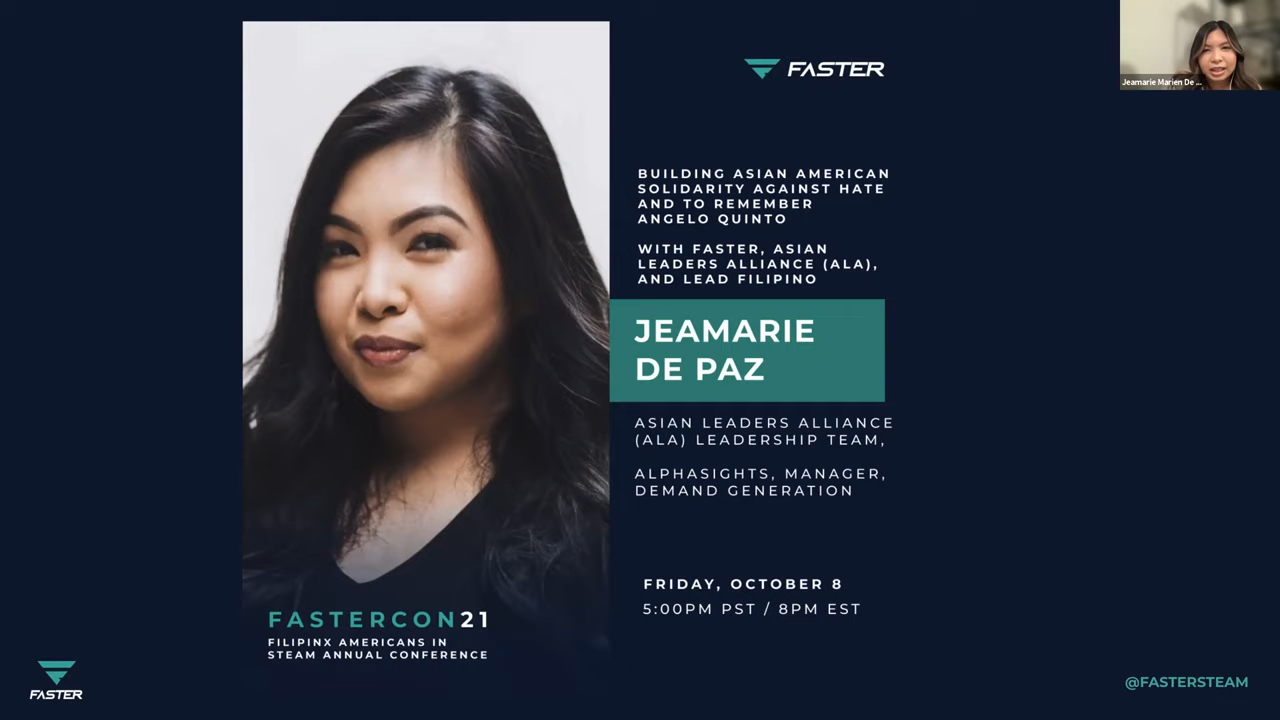 FASTER
Jeamarie Marien De ...
BUILDING ASIAN AMERICAN
SOLIDARITY AGAINST HATE
AND TO REMEMBER
ANGELO QUINTO
WITH FASTER, ASIAN
LEADERS ALLIANCE (ALA),
AND LEAD FILIPINO
JEAMARIE
DE PAZ
ASIAN LEADERS ALLIANCE
(ALA) LEADERSHIP TEAM,
ALPHASIGHTS, MANAGER,
DEMAND GENERATION
FRIDAY, OCTOBER 8
5:00PM PST / 8PM EST
FASTERCON21
FILIPINX AMERICANS IN
STEAM ANNUAL CONFERENCE
FASTER
@FASTERSTEAM